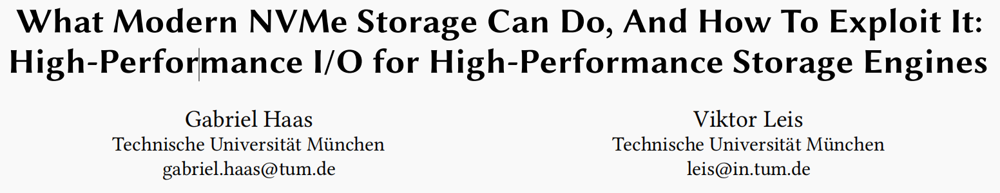 What Modern NVMe Storage Can Do, And How To Exploit It:
High-Performance I/O for High-Performance Storage Engines
Gabriel Haas
Technische Universität München
gabriel.haas@tum.de
Viktor Leis
Technische Universität München
leis@in.tum.de